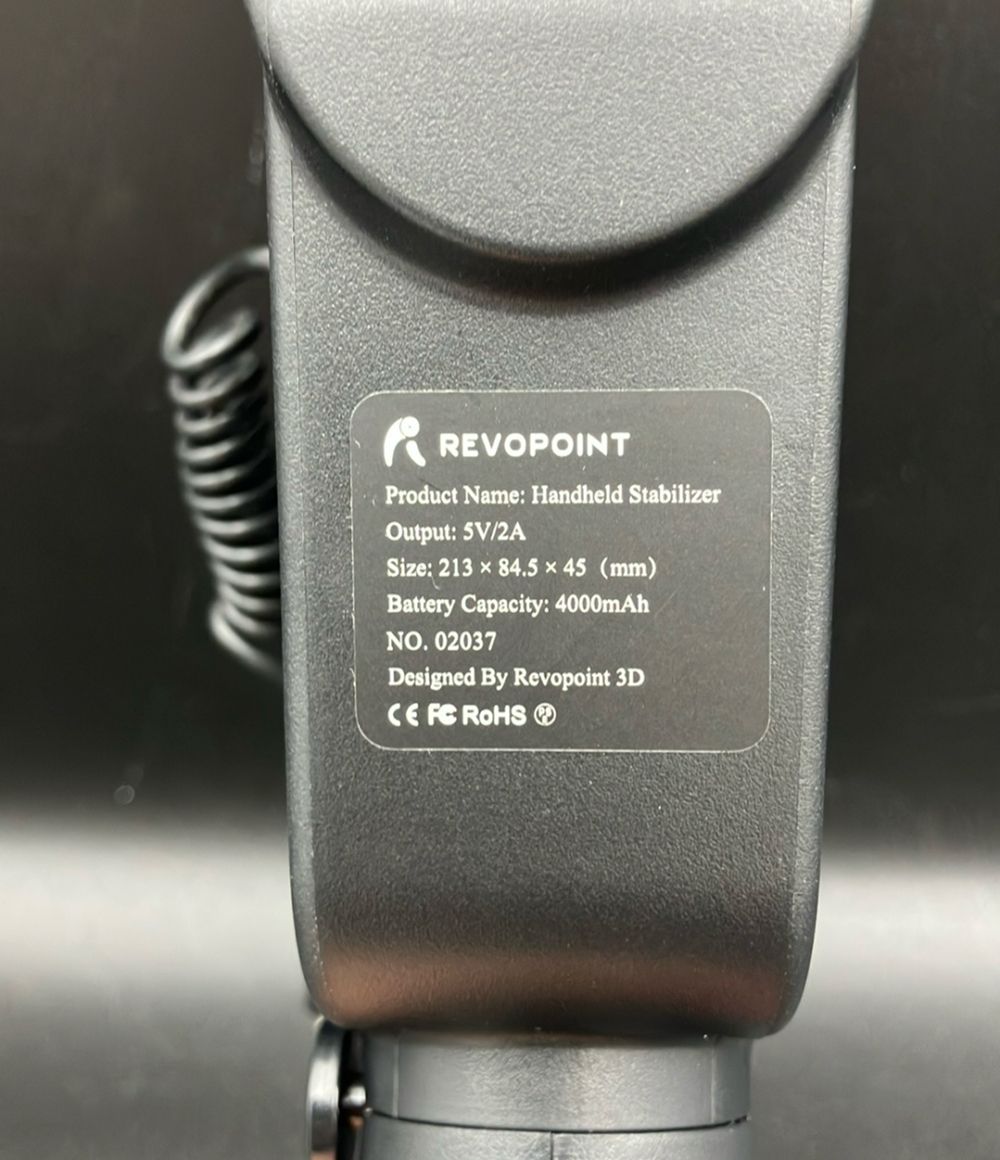 REVOPOINT
Product Name: Handheld Stabilizer
Output: 5V/2A
Size: 213 × 84.5 × 45（mm）
Battery Capacity: 4000mAh
NO. 02037
Designed By Revopoint 3D
CE FC RoHS